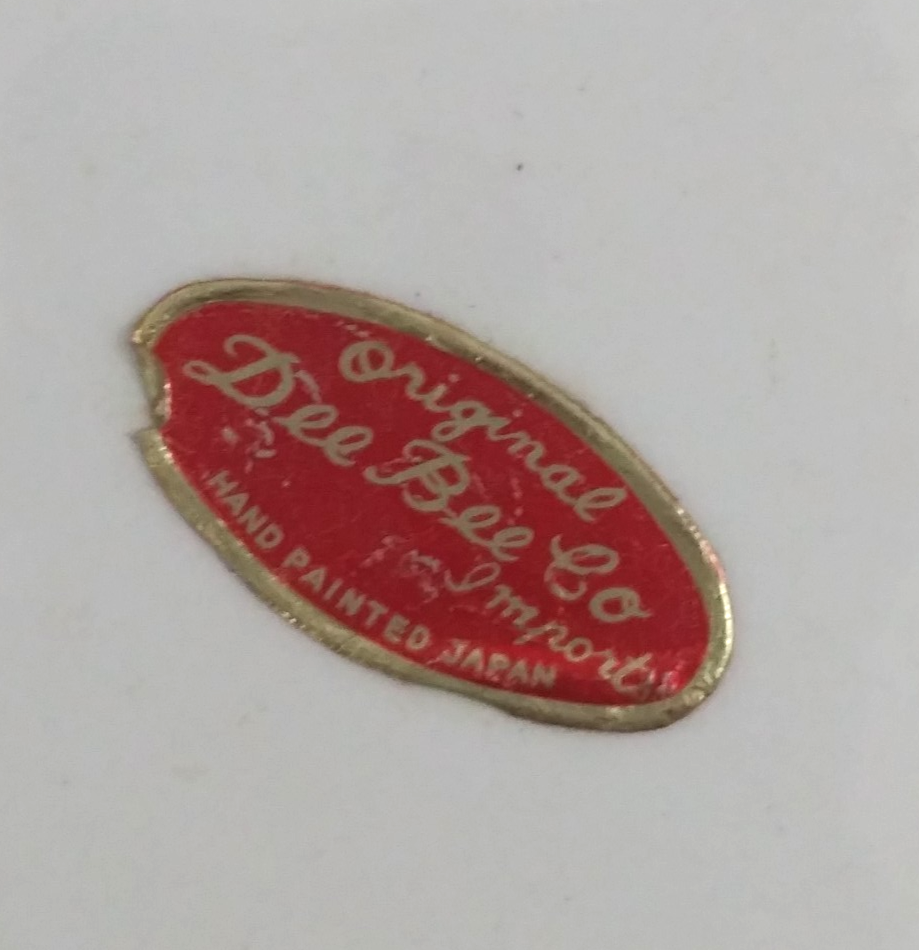 Original
Dee Bee Co
Imports
HAND PAINTED JAPAN